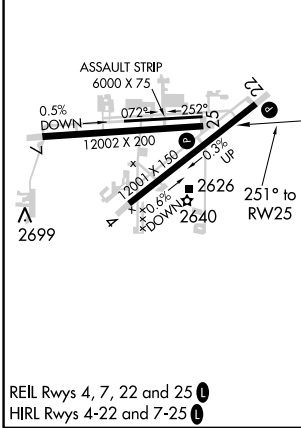 ASSAULT STRIP
6000 X 75
0.5%
DOWN
072°
252°
25
22
7
12002 X 200
P
P
12001 X 150
0.3%
UP
0.6%
DOWN
4
2626
2640
2699
251° to
RW25
REIL Rwys 4, 7, 22 and 25 L
HIRL Rwys 4-22 and 7-25 L